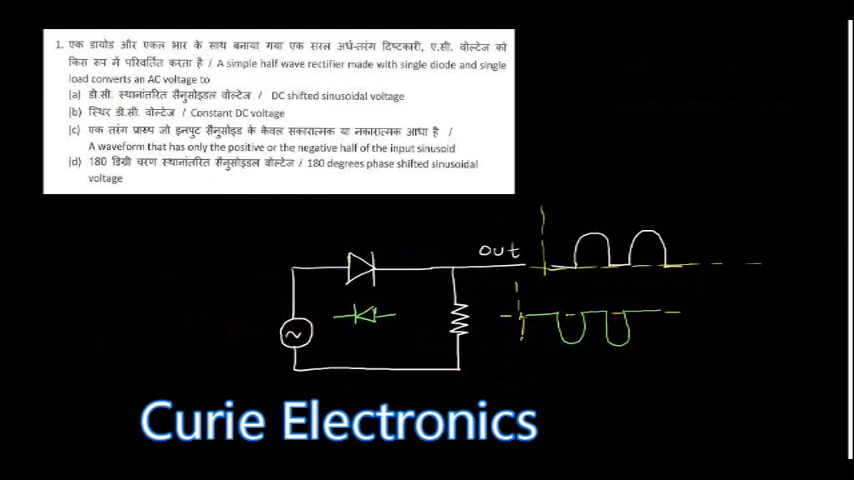 1. एक डायोड और एकल भार के साथ बनाया गया एक सरल अर्ध-तरंग दिष्टकारी, ए.सी. वोल्टेज को
किस रुप में परिवर्तित करता है / A simple half wave rectifier made with single diode and single
load converts an AC voltage to
(a) डी.सी. स्थानांतरित सैनुसोइडल वोल्टेज / DC shifted sinusoidal voltage
(b) स्थिर डी.सी. वोल्टेज / Constant DC voltage
(c) एक तरंग प्रारुप जो इनपुट सैनुसोइड के केवल सकारात्मक या नकारात्मक आधा है /
A waveform that has only the positive or the negative half of the input sinusoid
(d) 180 डिग्री चरण स्थानांतरित सैनुसोइडल वोल्टेज / 180 degrees phase shifted sinusoidal
voltage
out
Curie Electronics